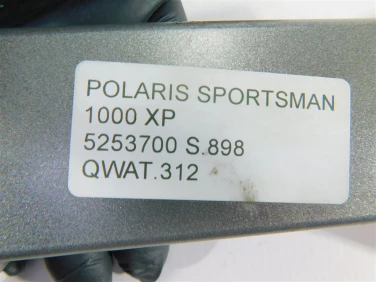 POLARIS SPORTSMAN
1000 XP
5253700 S.898
QWAT.312